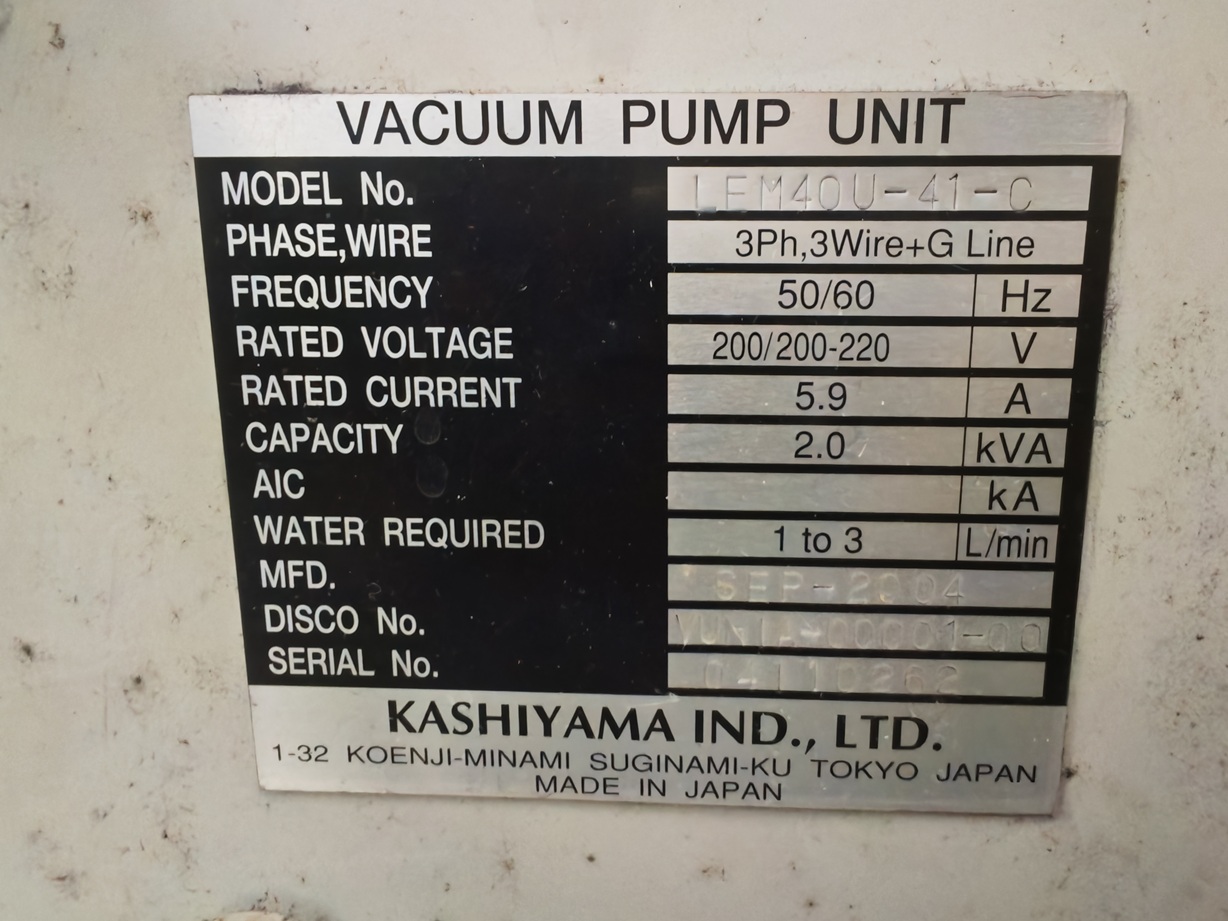 VACUUM PUMP UNIT
MODEL No. LEM40U-41-C
PHASE,WIRE 3Ph,3Wire+G Line
FREQUENCY 50/60 Hz
RATED VOLTAGE 200/200-220 V
RATED CURRENT 5.9 A
CAPACITY 2.0 kVA
AIC kA
WATER REQUIRED 1 to 3 L/min
MFD. SEP-2004
DISCO No.
SERIAL No.
KASHIYAMA IND., LTD.
1-32 KOENJI-MINAMI SUGINAMI-KU TOKYO JAPAN
MADE IN JAPAN